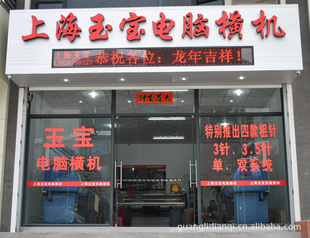 上海玉宝电脑横机
恭祝各位：龙年吉祥！
玉宝
电脑横机
特别推出四款粗针
3针、3.5针
单、双系统
guanglidianqi.cn.alibaba.com